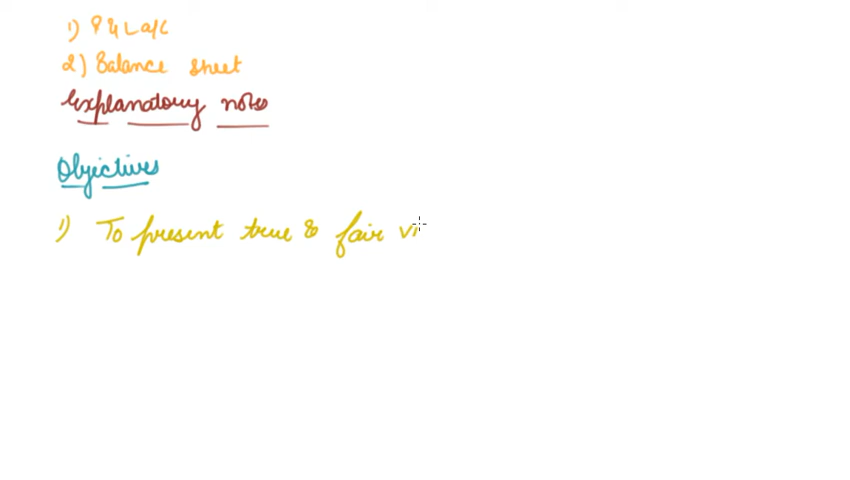 1) P & L a/c
2) Balance sheet
Explanatory notes
Objectives
1) To present true & fair vi